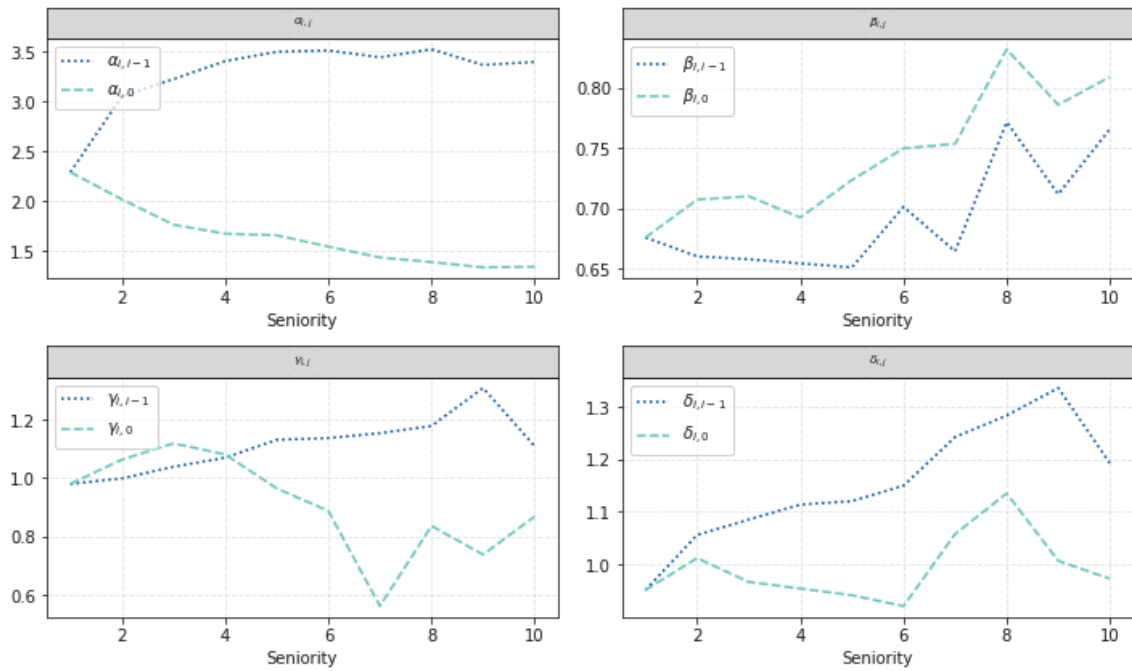 α_{i,j}
3.5
3.0
2.5
2.0
1.5
α_{i,i−1}
α_{i,0}
2 4 6 8 10
Seniority
β_{i,j}
0.80
0.75
0.70
0.65
β_{i,i−1}
β_{i,0}
2 4 6 8 10
Seniority
γ_{i,j}
1.2
1.0
0.8
0.6
γ_{i,i−1}
γ_{i,0}
2 4 6 8 10
Seniority
δ_{i,j}
1.3
1.2
1.1
1.0
δ_{i,i−1}
δ_{i,0}
2 4 6 8 10
Seniority